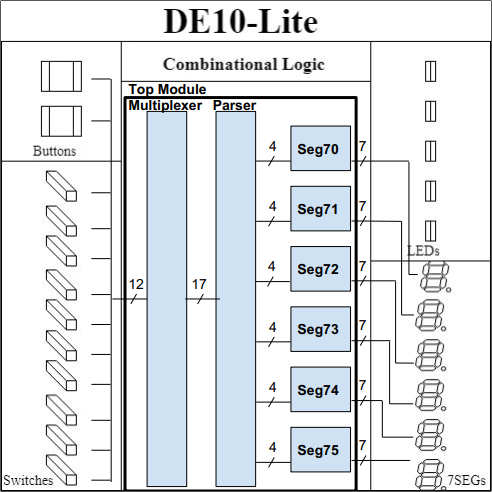 DE10-Lite
Combinational Logic
Top Module
Multiplexer Parser
Buttons
4 Seg70 7
4 Seg71 7
4 Seg72 7
LEDs
12 17
4 Seg73 7
4 Seg74 7
4 Seg75 7
Switches
7SEGs